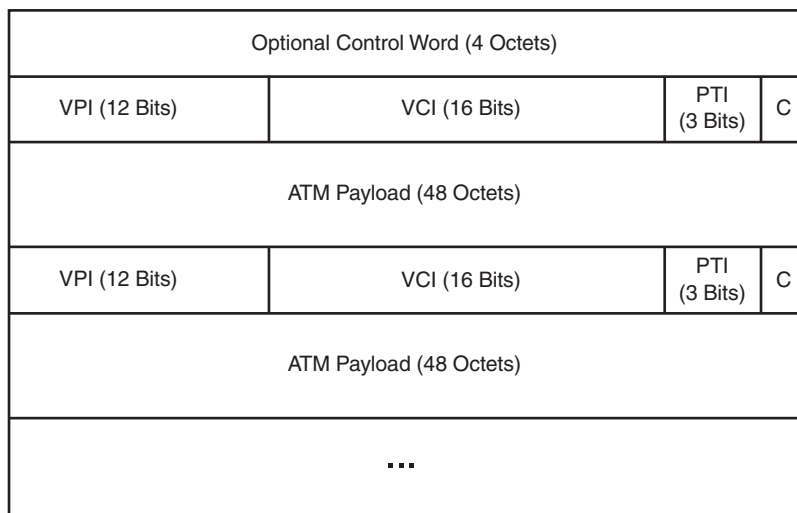 Optional Control Word (4 Octets)
VPI (12 Bits)
VCI (16 Bits)
PTI
(3 Bits)
C
ATM Payload (48 Octets)
VPI (12 Bits)
VCI (16 Bits)
PTI
(3 Bits)
C
ATM Payload (48 Octets)
...